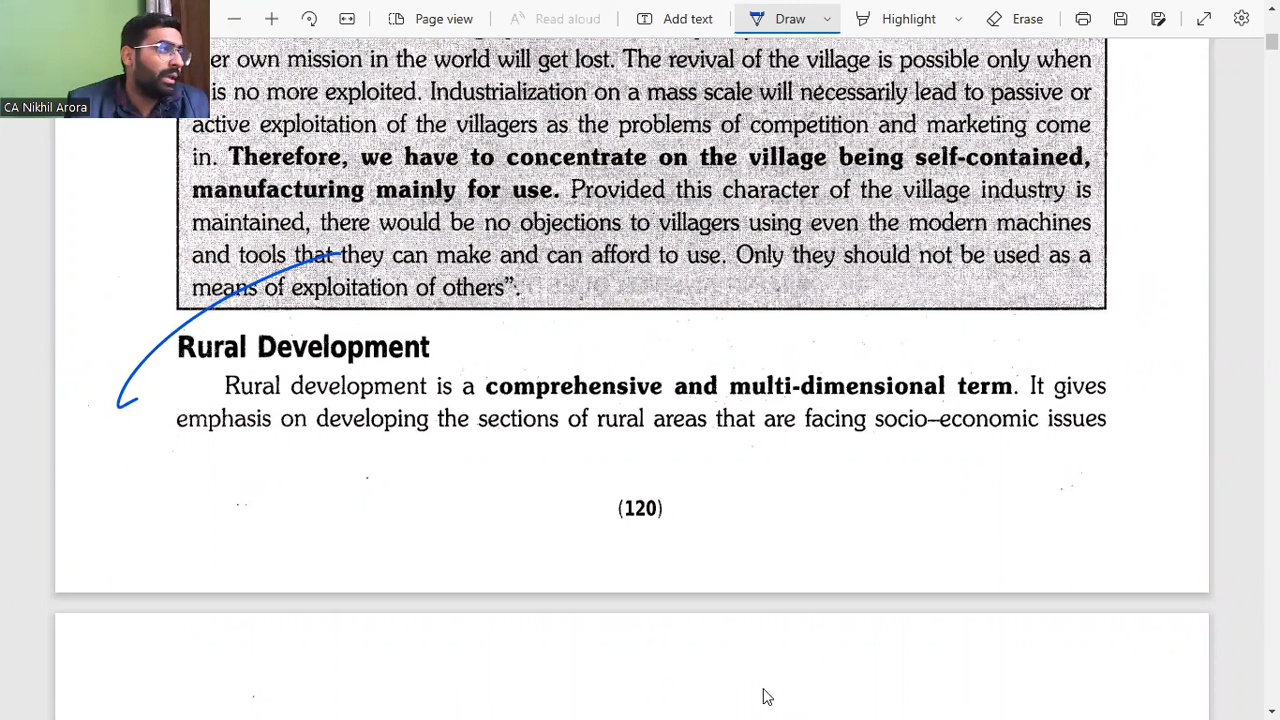 Page view
Read aloud
Add text
Draw
Highlight
Erase
CA Nikhil Arora
er own mission in the world will get lost. The revival of the village is possible only when
is no more exploited. Industrialization on a mass scale will necessarily lead to passive or
active exploitation of the villagers as the problems of competition and marketing come
in. Therefore, we have to concentrate on the village being self-contained,
manufacturing mainly for use. Provided this character of the village industry is
maintained, there would be no objections to villagers using even the modern machines
and tools that they can make and can afford to use. Only they should not be used as a
means of exploitation of others”.
Rural Development
Rural development is a comprehensive and multi-dimensional term. It gives
emphasis on developing the sections of rural areas that are facing socio–economic issues
(120)